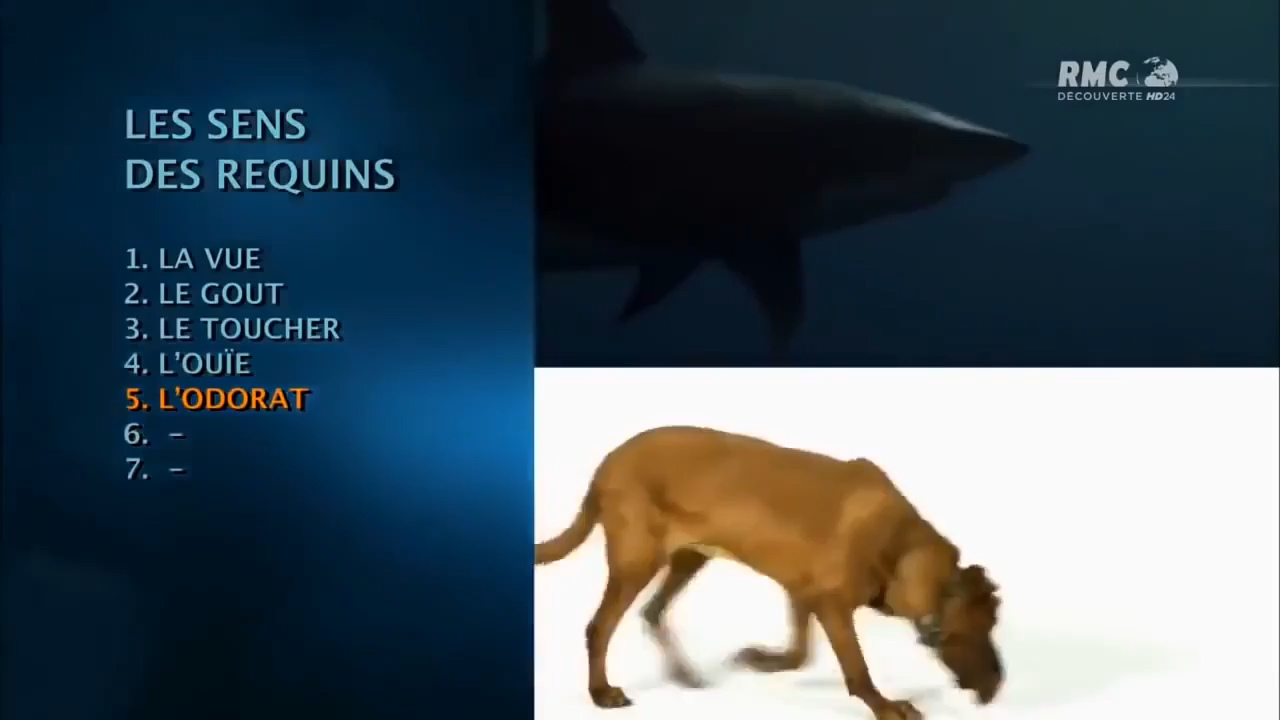 RMC
DÉCOUVERTE HD24
LES SENS
DES REQUINS
1. LA VUE
2. LE GOUT
3. LE TOUCHER
4. L'OUÏE
5. L'ODORAT
6. –
7. –